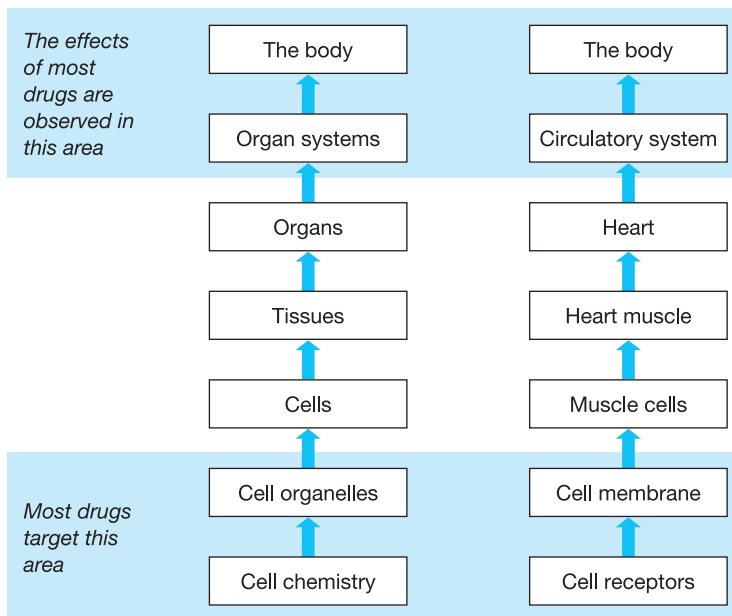 The effects
of most
drugs are
observed in
this area
The body
The body
Organ systems
Circulatory system
Organs
Heart
Tissues
Heart muscle
Cells
Muscle cells
Most drugs
target this
area
Cell organelles
Cell membrane
Cell chemistry
Cell receptors